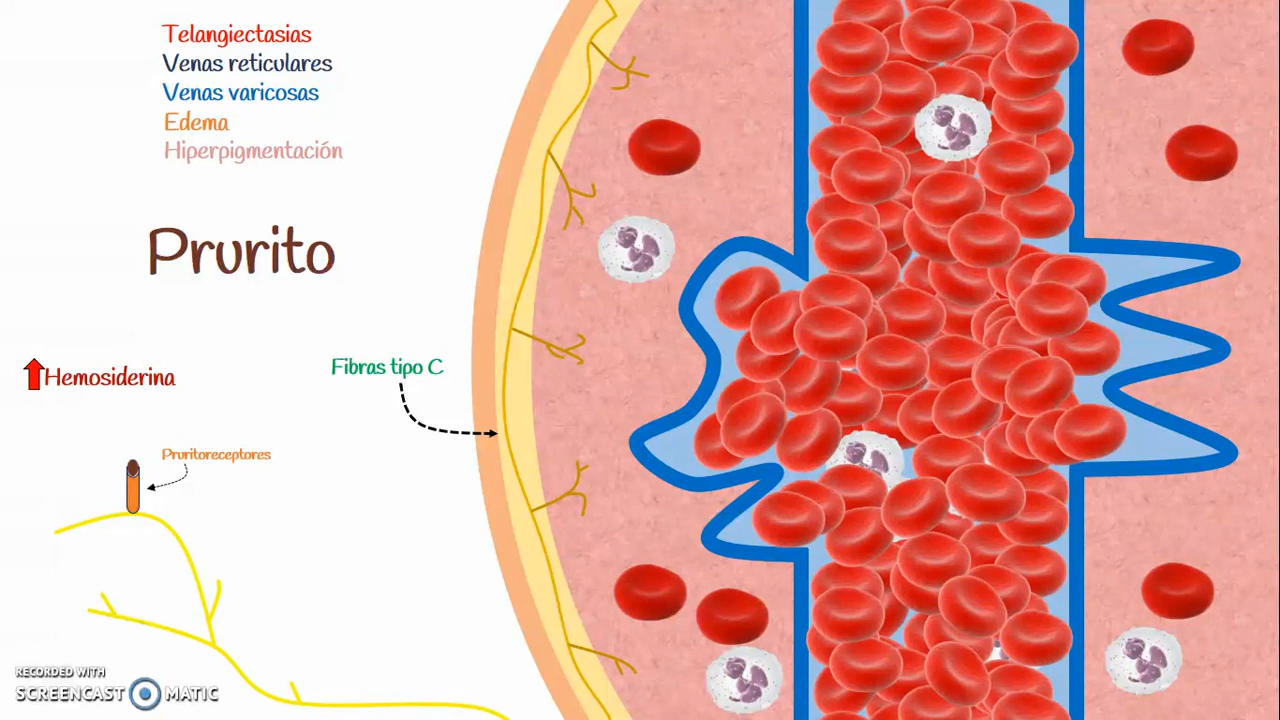 Telangiectasias
Venas reticulares
Venas varicosas
Edema
Hiperpigmentación
Prurito
Hemosiderina
Fibras tipo C
Pruritoreceptores
RECORDED WITH
SCREENCAST MATIC